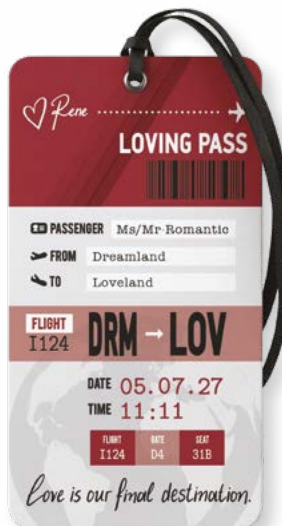 Rene
LOVING PASS
PASSENGER Ms/Mr Romantic
FROM Dreamland
TO Loveland
FLIGHT
I124
DRM → LOV
DATE 05.07.27
TIME 11:11
FLIGHT GATE SEAT
I124 D4 31B
Love is our final destination.